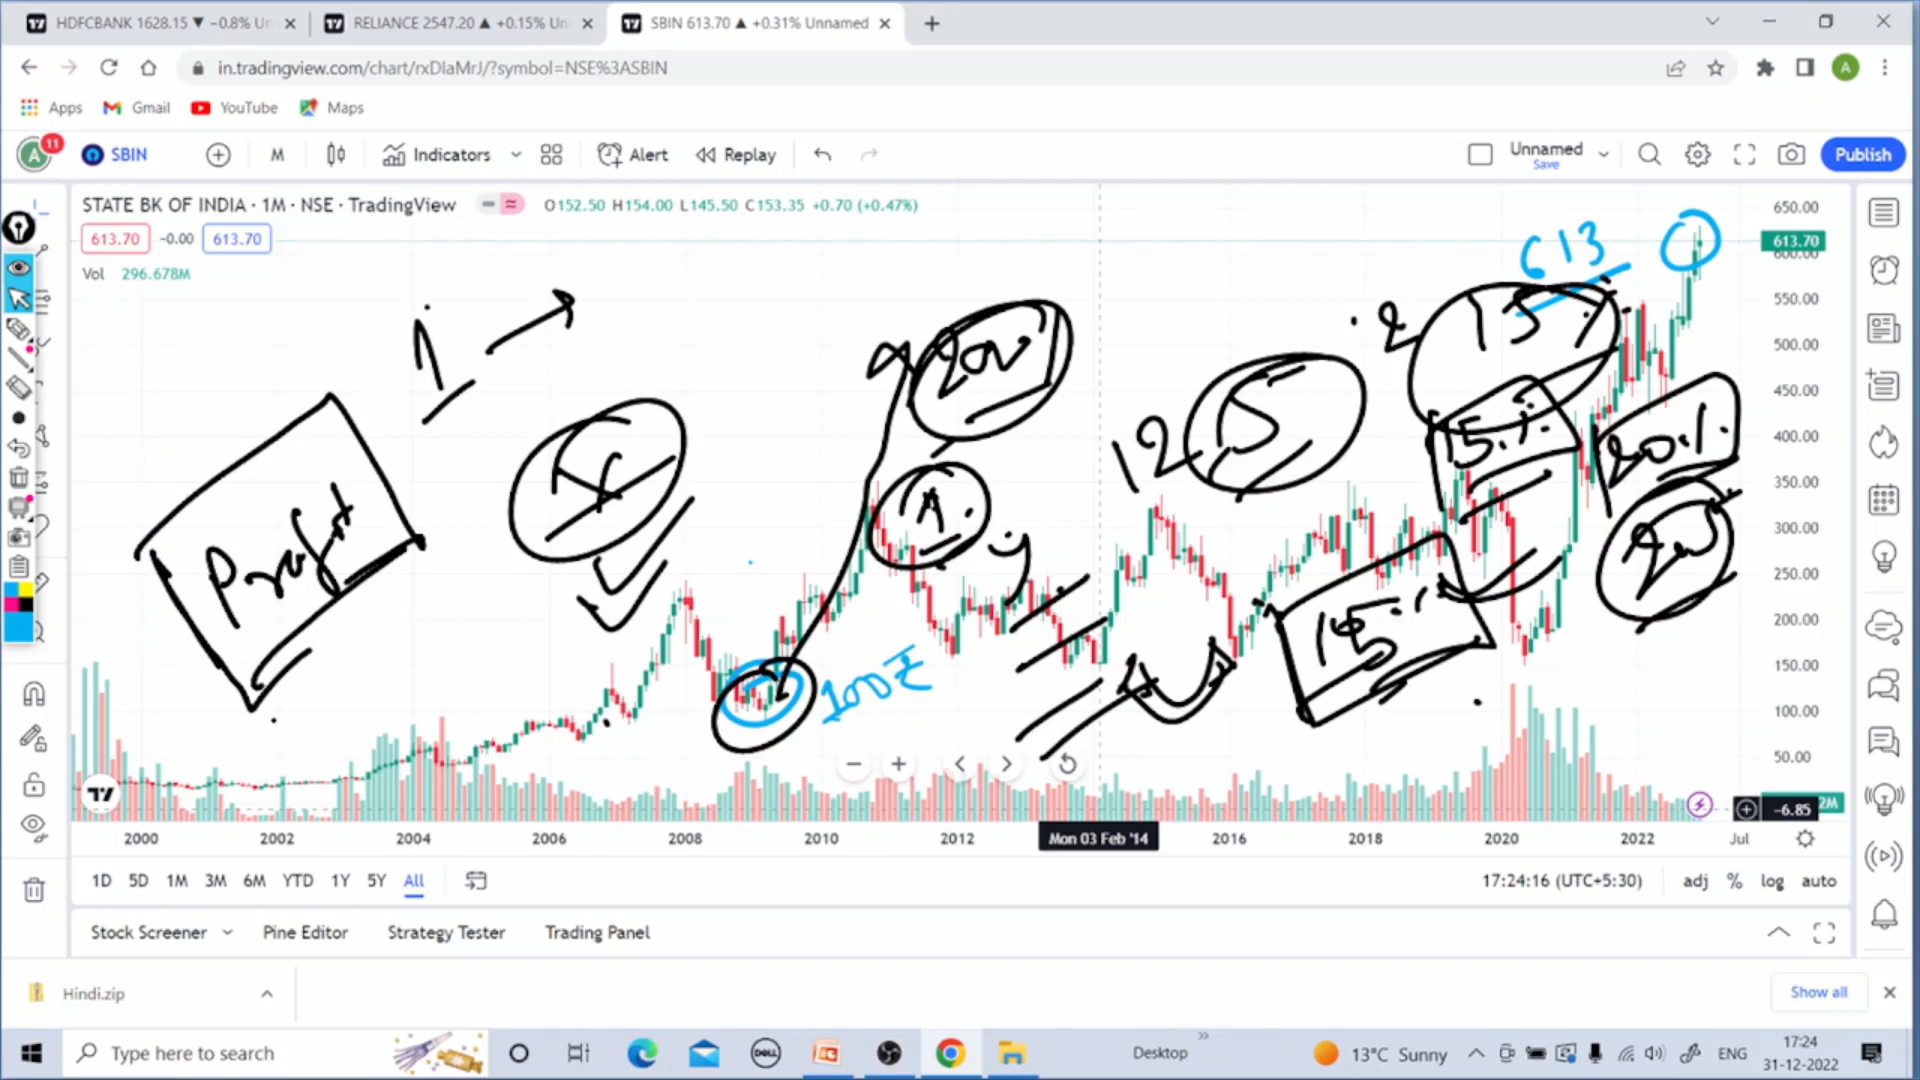 HDFCBANK 1628.15 ▼ −0.8% Un
RELIANCE 2547.20 ▲ +0.15% Un
SBIN 613.70 ▲ +0.31% Unnamed
in.tradingview.com/chart/rxDlaMrJ/?symbol=NSE%3ASBIN
A
Apps Gmail YouTube Maps
A 11 SBIN M Indicators Alert Replay Unnamed Save Publish
STATE BK OF INDIA · 1M · NSE · TradingView O152.50 H154.00 L145.50 C153.35 +0.70 (+0.47%)
613.70 −0.00 613.70
Vol 296.678M
650.00
613.70
600.00
550.00
500.00
450.00
400.00
350.00
300.00
250.00
200.00
150.00
100.00
50.00
2M
−6.85
613
15%
15%
20%
12 5
Profit
100₹
15%
2000 2002 2004 2006 2008 2010 2012 Mon 03 Feb '14 2016 2018 2020 2022 Jul
1D 5D 1M 3M 6M YTD 1Y 5Y All 17:24:16 (UTC+5:30) adj % log auto
Stock Screener Pine Editor Strategy Tester Trading Panel
Hindi.zip Show all
Type here to search DELL Desktop 13°C Sunny ENG 17:24
31-12-2022